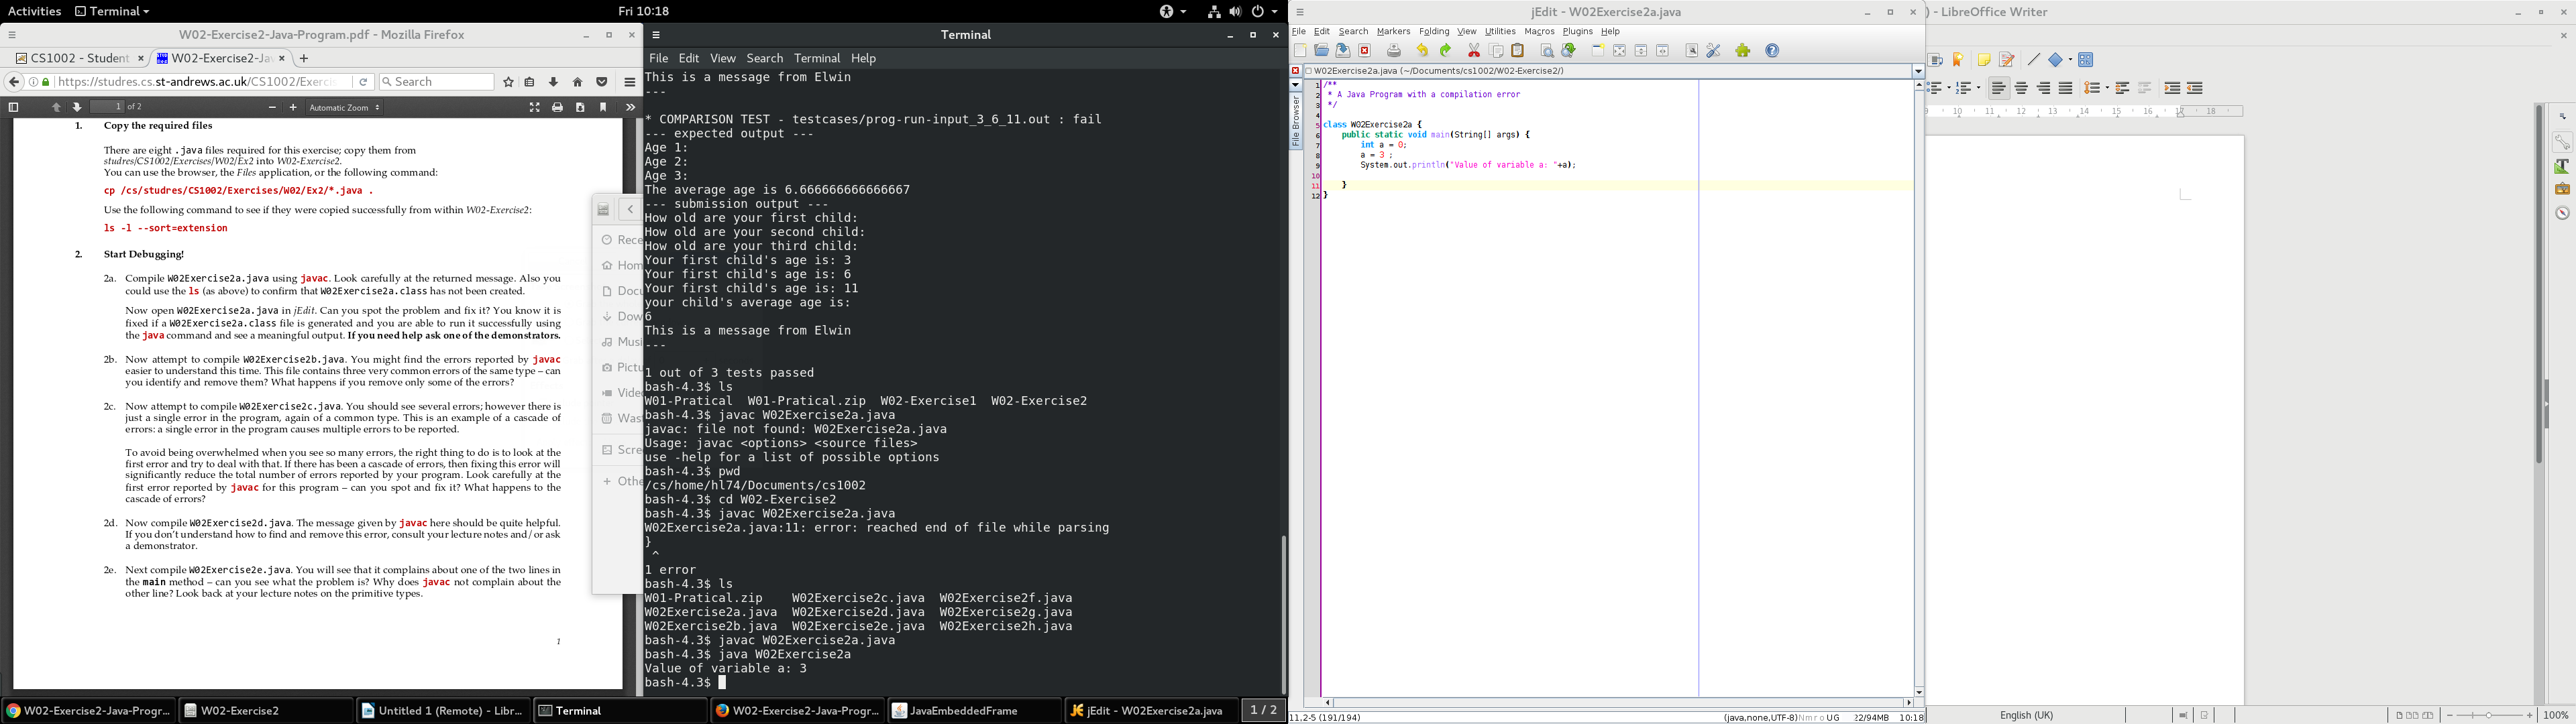 Activities
Terminal
Fri 10:18
W02-Exercise2-Java-Program.pdf - Mozilla Firefox
CS1002 - Student
W02-Exercise2-Jav
https://studres.cs.st-andrews.ac.uk/CS1002/Exercis
Search
1 of 2
Automatic Zoom
1. Copy the required files
There are eight .java files required for this exercise; copy them from
studres/CS1002/Exercises/W02/Ex2 into W02-Exercise2.
You can use the browser, the Files application, or the following command:
cp /cs/studres/CS1002/Exercises/W02/Ex2/*.java .
Use the following command to see if they were copied successfully from within W02-Exercise2:
ls -l --sort=extension
2. Start Debugging!
2a. Compile W02Exercise2a.java using javac. Look carefully at the returned message. Also you
could use the ls (as above) to confirm that W02Exercise2a.class has not been created.
Now open W02Exercise2a.java in jEdit. Can you spot the problem and fix it? You know it is
fixed if a W02Exercise2a.class file is generated and you are able to run it successfully using
the java command and see a meaningful output. If you need help ask one of the demonstrators.
2b. Now attempt to compile W02Exercise2b.java. You might find the errors reported by javac
easier to understand this time. This file contains three very common errors of the same type – can
you identify and remove them? What happens if you remove only some of the errors?
2c. Now attempt to compile W02Exercise2c.java. You should see several errors; however there is
just a single error in the program, again of a common type. This is an example of a cascade of
errors: a single error in the program causes multiple errors to be reported.
To avoid being overwhelmed when you see so many errors, the right thing to do is to look at the
first error and try to deal with that. If there has been a cascade of errors, then fixing this error will
significantly reduce the total number of errors reported by your program. Look carefully at the
first error reported by javac for this program – can you spot and fix it? What happens to the
cascade of errors?
2d. Now compile W02Exercise2d.java. The message given by javac here should be quite helpful.
If you don't understand how to find and remove this error, consult your lecture notes and/or ask
a demonstrator.
2e. Next compile W02Exercise2e.java. You will see that it complains about one of the two lines in
the main method – can you see what the problem is? Why does javac not complain about the
other line? Look back at your lecture notes on the primitive types.
1
Rece
Hom
Docu
Dow
Musi
Pictu
Vide
Was
Scre
Othe
Terminal
File Edit View Search Terminal Help
This is a message from Elwin
---
* COMPARISON TEST - testcases/prog-run-input_3_6_11.out : fail
--- expected output ---
Age 1:
Age 2:
Age 3:
The average age is 6.666666666666667
--- submission output ---
How old are your first child:
How old are your second child:
How old are your third child:
Your first child's age is: 3
Your first child's age is: 6
Your first child's age is: 11
your child's average age is:
6
This is a message from Elwin
---
1 out of 3 tests passed
bash-4.3$ ls
W01-Pratical W01-Pratical.zip W02-Exercise1 W02-Exercise2
bash-4.3$ javac W02Exercise2a.java
javac: file not found: W02Exercise2a.java
Usage: javac <options> <source files>
use -help for a list of possible options
bash-4.3$ pwd
/cs/home/hl74/Documents/cs1002
bash-4.3$ cd W02-Exercise2
bash-4.3$ javac W02Exercise2a.java
W02Exercise2a.java:11: error: reached end of file while parsing
}
^
1 error
bash-4.3$ ls
W01-Pratical.zip W02Exercise2c.java W02Exercise2f.java
W02Exercise2a.java W02Exercise2d.java W02Exercise2g.java
W02Exercise2b.java W02Exercise2e.java W02Exercise2h.java
bash-4.3$ javac W02Exercise2a.java
bash-4.3$ java W02Exercise2a
Value of variable a: 3
bash-4.3$
jEdit - W02Exercise2a.java
File Edit Search Markers Folding View Utilities Macros Plugins Help
W02Exercise2a.java (~/Documents/cs1002/W02-Exercise2/)
File Browser
1 /**
2 * A Java Program with a compilation error
3 */
4
5 class W02Exercise2a {
6 public static void main(String[] args) {
7 int a = 0;
8 a = 3 ;
9 System.out.println("Value of variable a: "+a);
10
11 }
12 }
11,2-5 (191/194)
(java,none,UTF-8) N m r o UG 22/94MB 10:18
) - LibreOffice Writer
9 10 11 12 13 14 15 16 17 18
English (UK)
100%
W02-Exercise2-Java-Progr...
W02-Exercise2
Untitled 1 (Remote) - Libr...
Terminal
W02-Exercise2-Java-Progr...
JavaEmbeddedFrame
jEdit - W02Exercise2a.java
1 / 2